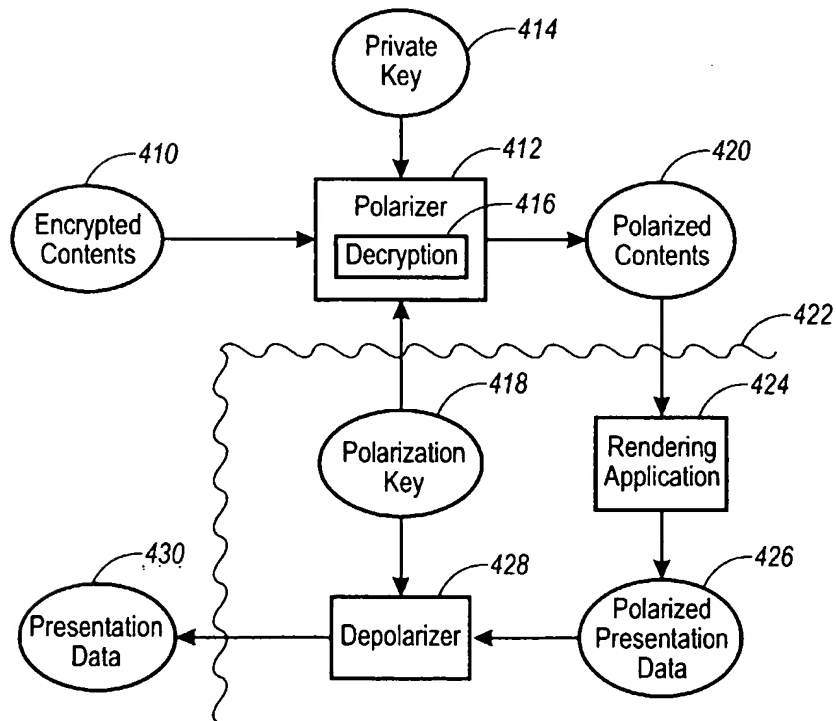 Private
Key
414
410
Encrypted
Contents
412
Polarizer
416
Decryption
420
Polarized
Contents
422
418
Polarization
Key
424
Rendering
Application
430
Presentation
Data
428
Depolarizer
426
Polarized
Presentation
Data